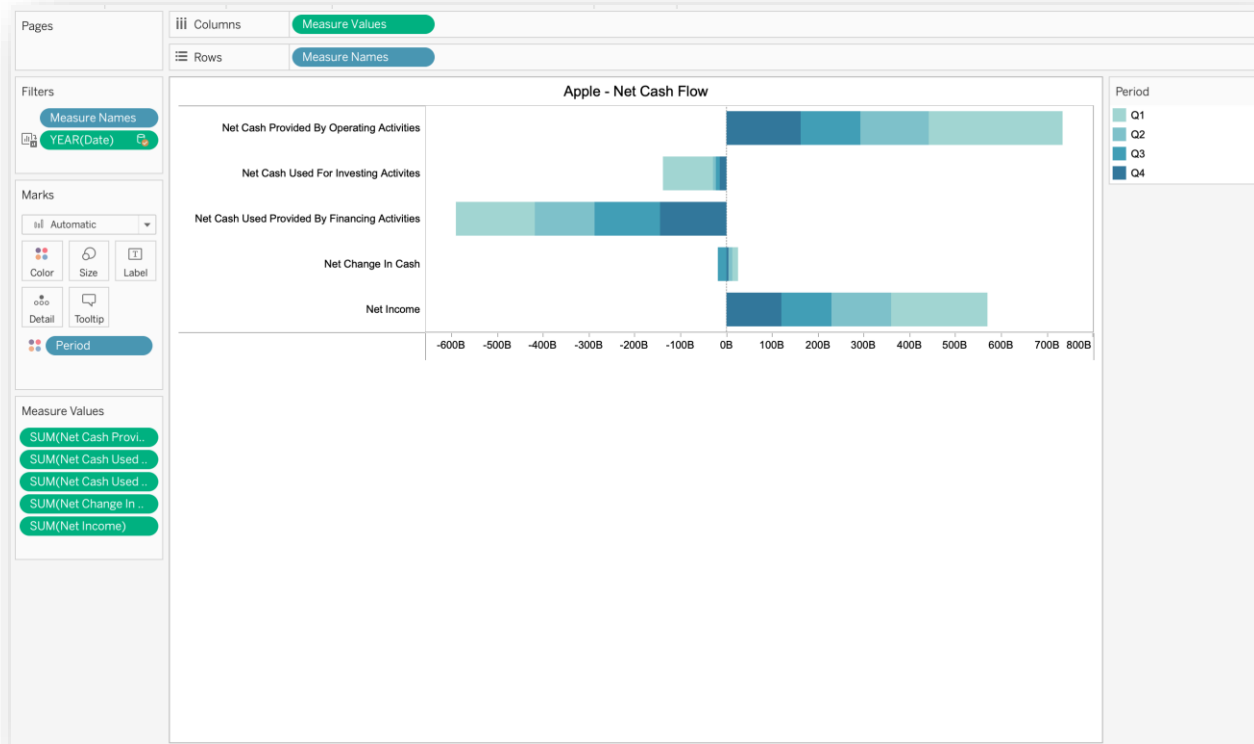 Pages
Columns
Measure Values
Rows
Measure Names
Filters
Measure Names
YEAR(Date)
Marks
Automatic
Color
Size
Label
Detail
Tooltip
Period
Measure Values
SUM(Net Cash Provi..
SUM(Net Cash Used ..
SUM(Net Cash Used ..
SUM(Net Change In ..
SUM(Net Income)
Apple - Net Cash Flow
Net Cash Provided By Operating Activities
Net Cash Used For Investing Activites
Net Cash Used Provided By Financing Activities
Net Change In Cash
Net Income
-600B -500B -400B -300B -200B -100B 0B 100B 200B 300B 400B 500B 600B 700B 800B
Period
Q1
Q2
Q3
Q4